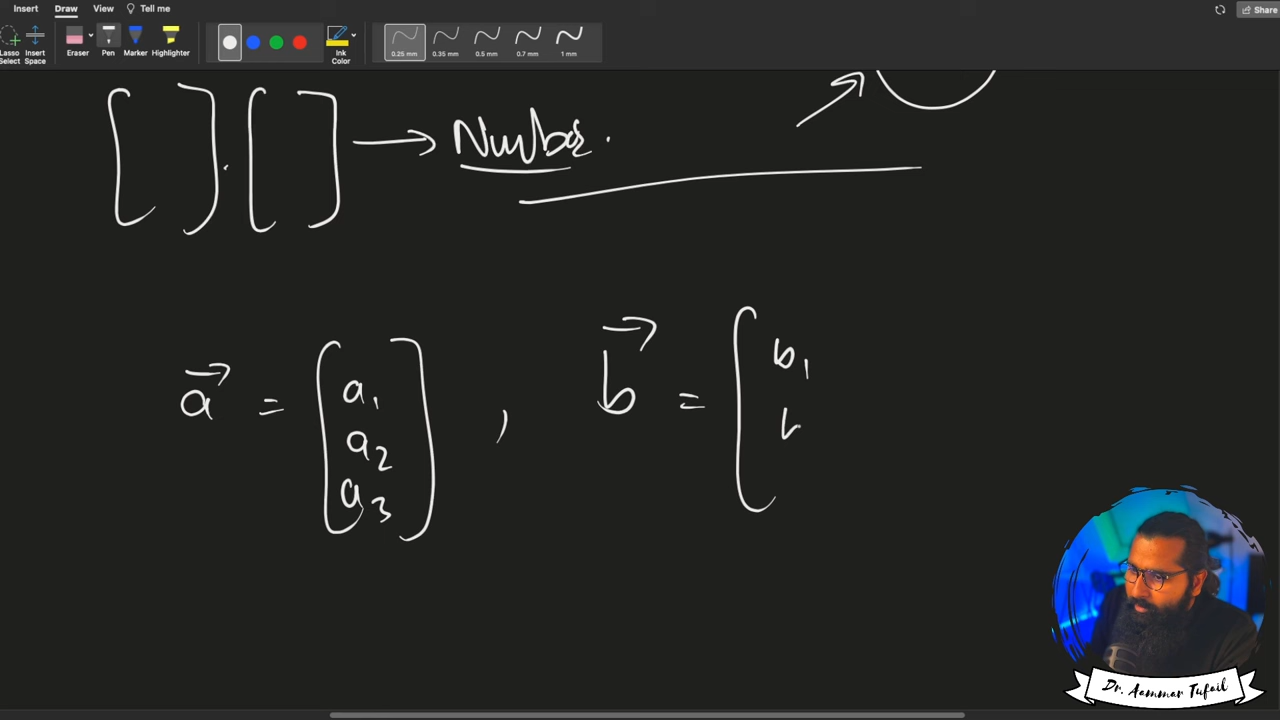 Insert Draw View Tell me
Share
Lasso Select
Insert Space
Eraser
Pen
Marker
Highlighter
Ink Color
0.25 mm
0.35 mm
0.5 mm
0.7 mm
1 mm
[ ] . [ ] → Number.
a⃗ = [ a₁ a₂ a₃ ] , b⃗ = [ b₁
Dr. Aammar Tufail